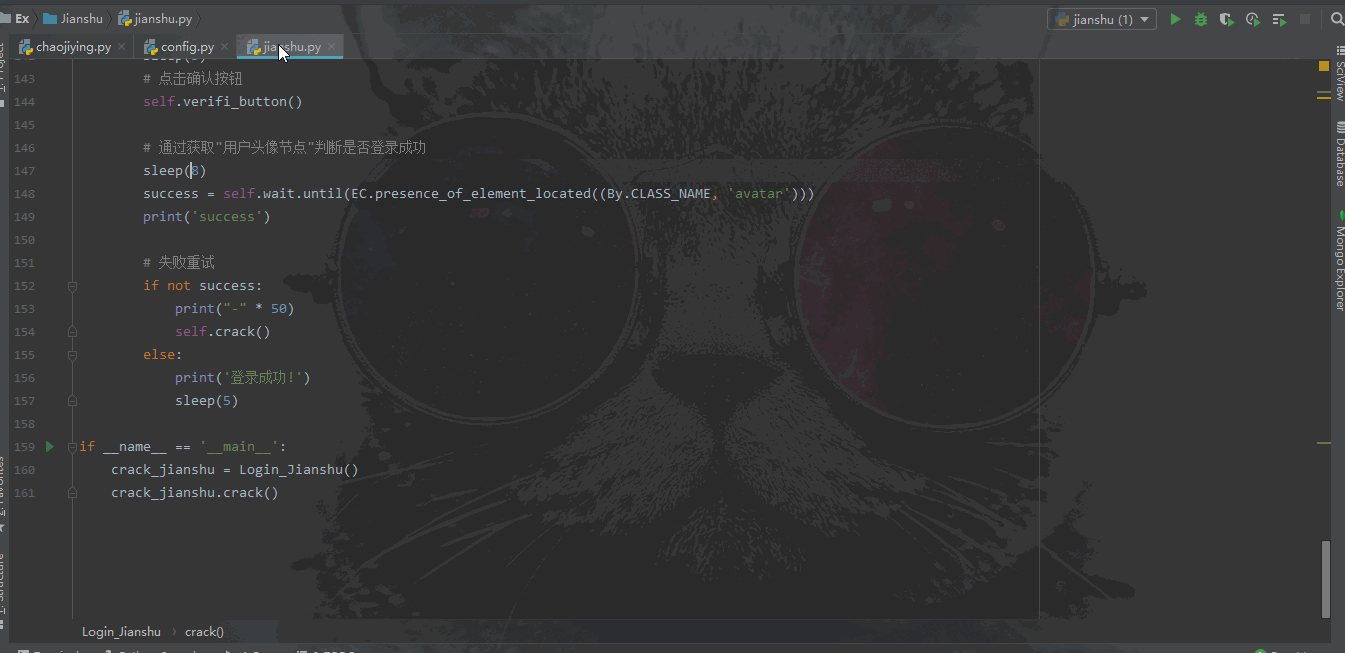 Ex Jianshu jianshu.py jianshu (1)
chaojiying.py config.py jianshu.py
143 # 点击确认按钮
144 self.verifi_button()
145
146 # 通过获取"用户头像节点"判断是否登录成功
147 sleep(8)
148 success = self.wait.until(EC.presence_of_element_located((By.CLASS_NAME, 'avatar')))
149 print('success')
150
151 # 失败重试
152 if not success:
153 print("-" * 50)
154 self.crack()
155 else:
156 print('登录成功!')
157 sleep(5)
158
159 if __name__ == '__main__':
160 crack_jianshu = Login_Jianshu()
161 crack_jianshu.crack()
Login_Jianshu crack()
SciView
Database
Mongo Explorer